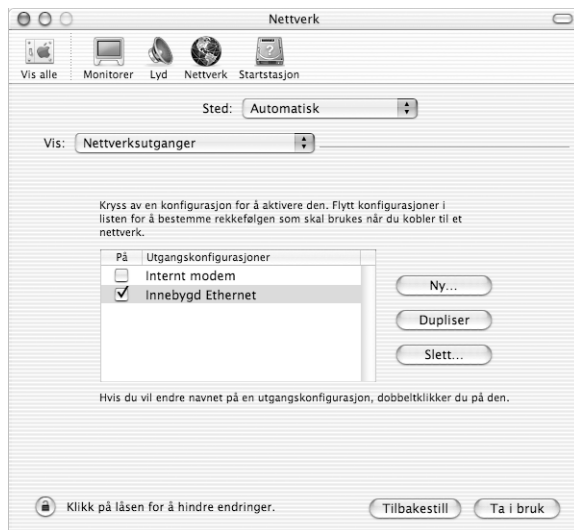 Nettverk
Vis alle Monitorer Lyd Nettverk Startstasjon
Sted: Automatisk
Vis: Nettverksutganger
Kryss av en konfigurasjon for å aktivere den. Flytt konfigurasjoner i
listen for å bestemme rekkefølgen som skal brukes når du kobler til et
nettverk.
På Utgangskonfigurasjoner
Internt modem
Innebygd Ethernet
Ny...
Dupliser
Slett...
Hvis du vil endre navnet på en utgangskonfigurasjon, dobbeltklikker du på den.
Klikk på låsen for å hindre endringer. Tilbakestill Ta i bruk